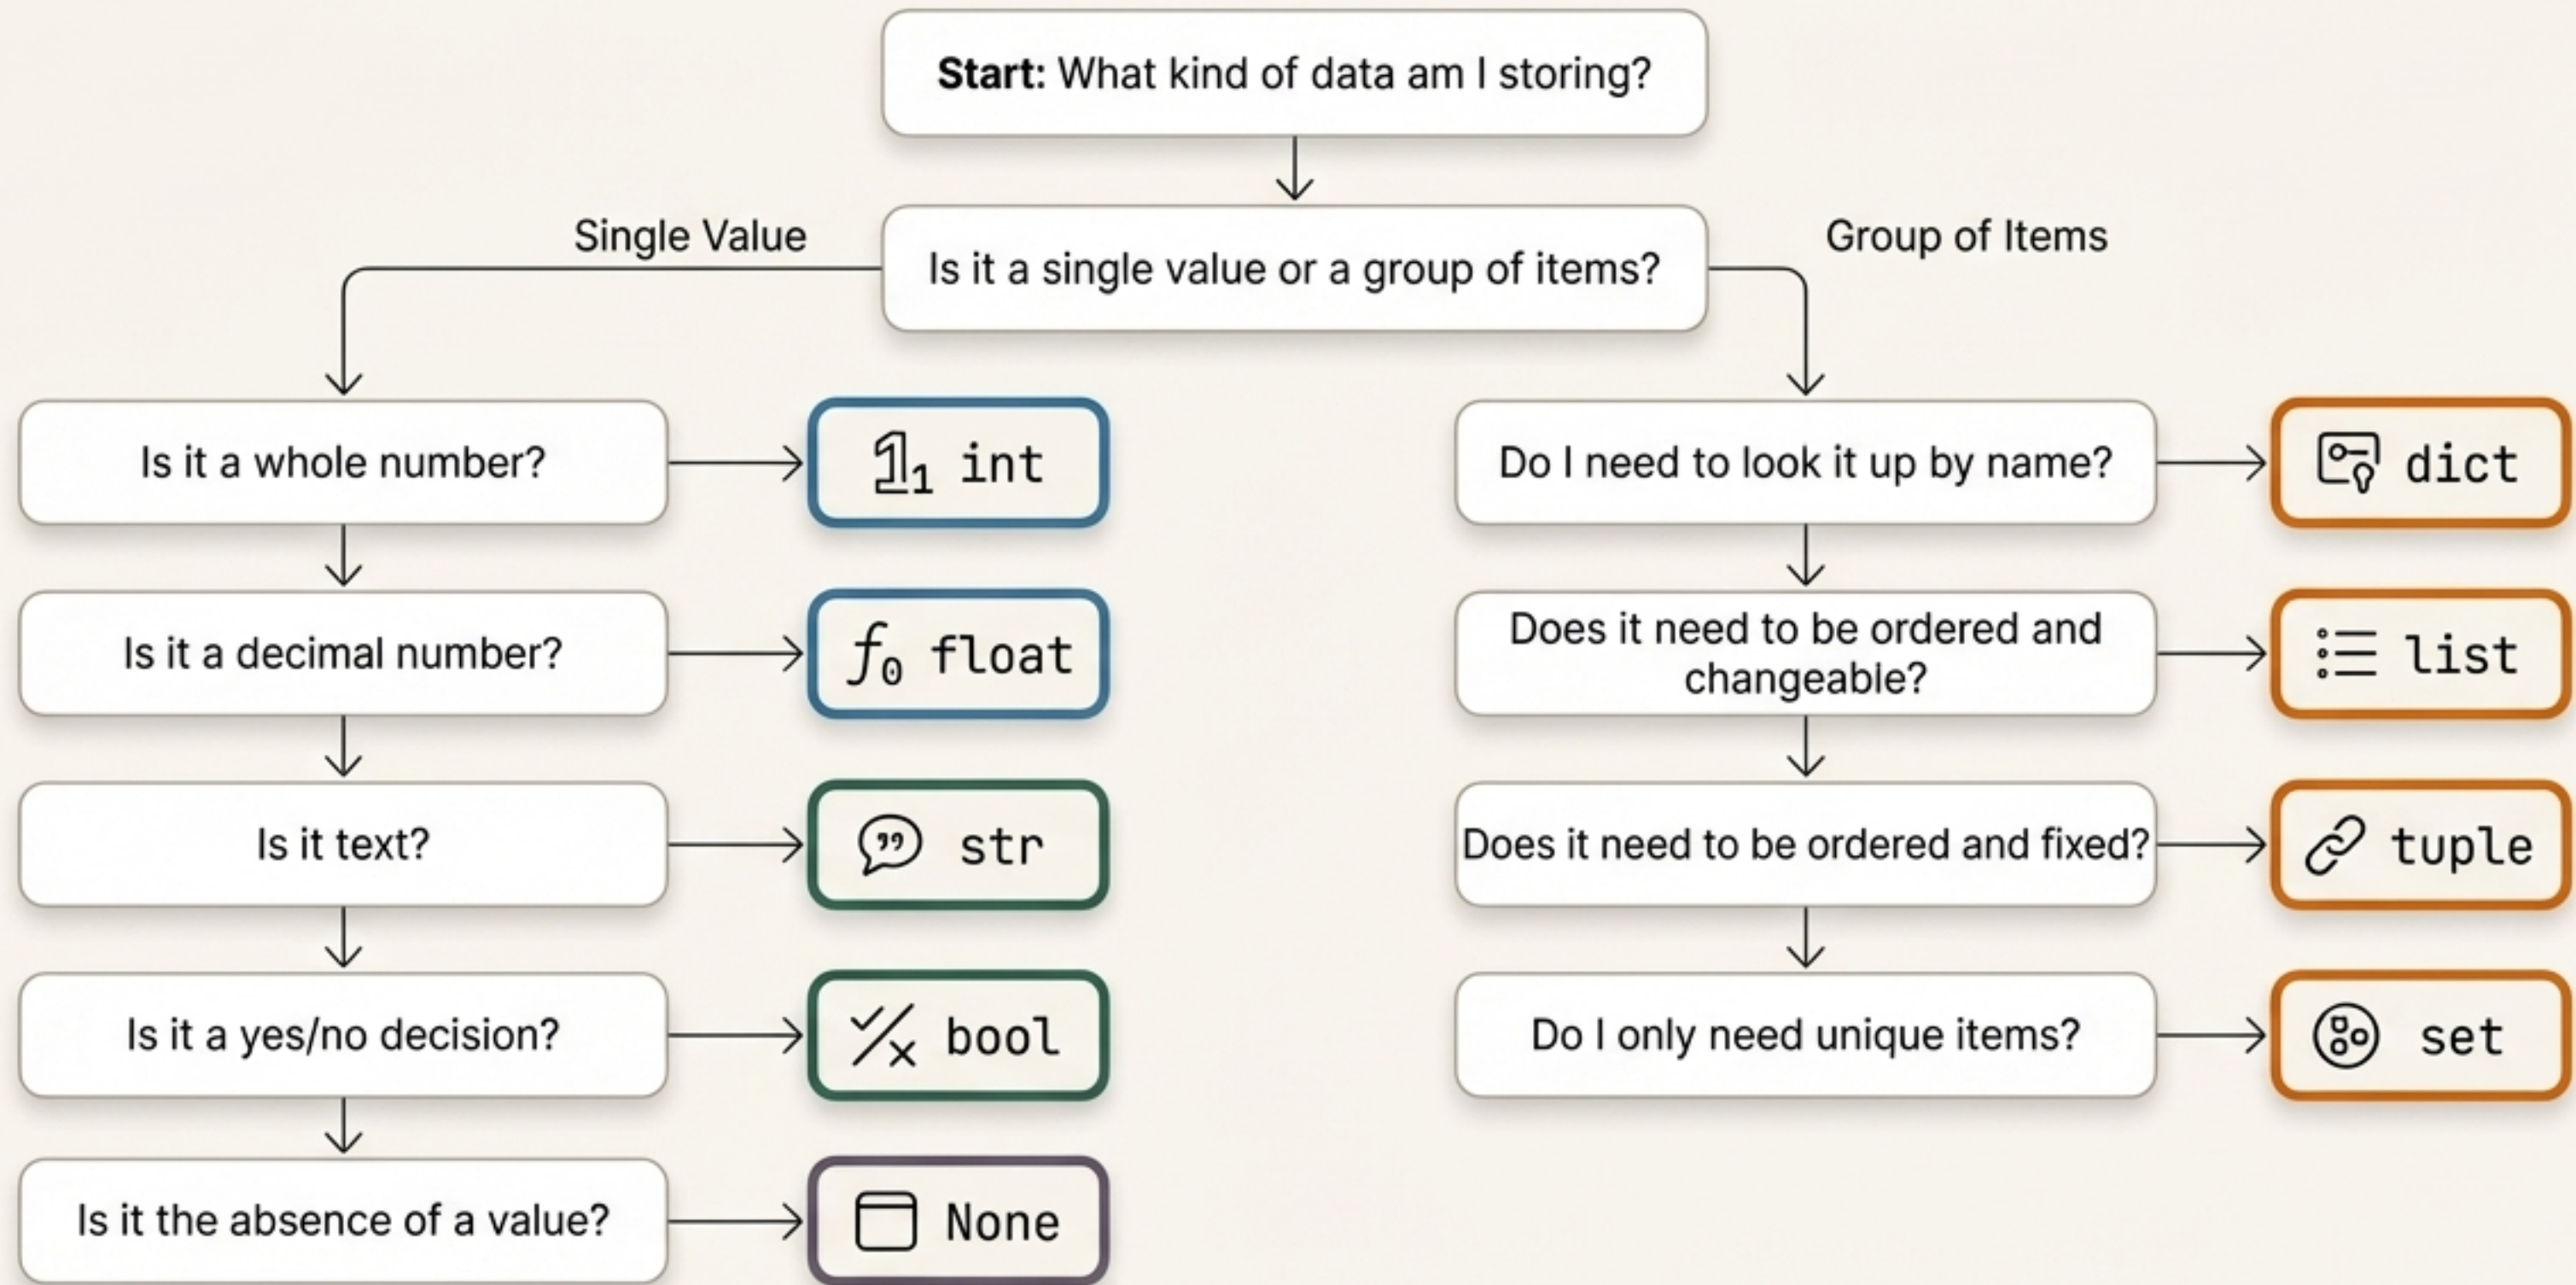 Start: What kind of data am I storing?
Single Value
Is it a single value or a group of items?
Group of Items
Is it a whole number?
int
Is it a decimal number?
float
Is it text?
str
Is it a yes/no decision?
bool
Is it the absence of a value?
None
Do I need to look it up by name?
dict
Does it need to be ordered and
changeable?
list
Does it need to be ordered and fixed?
tuple
Do I only need unique items?
set